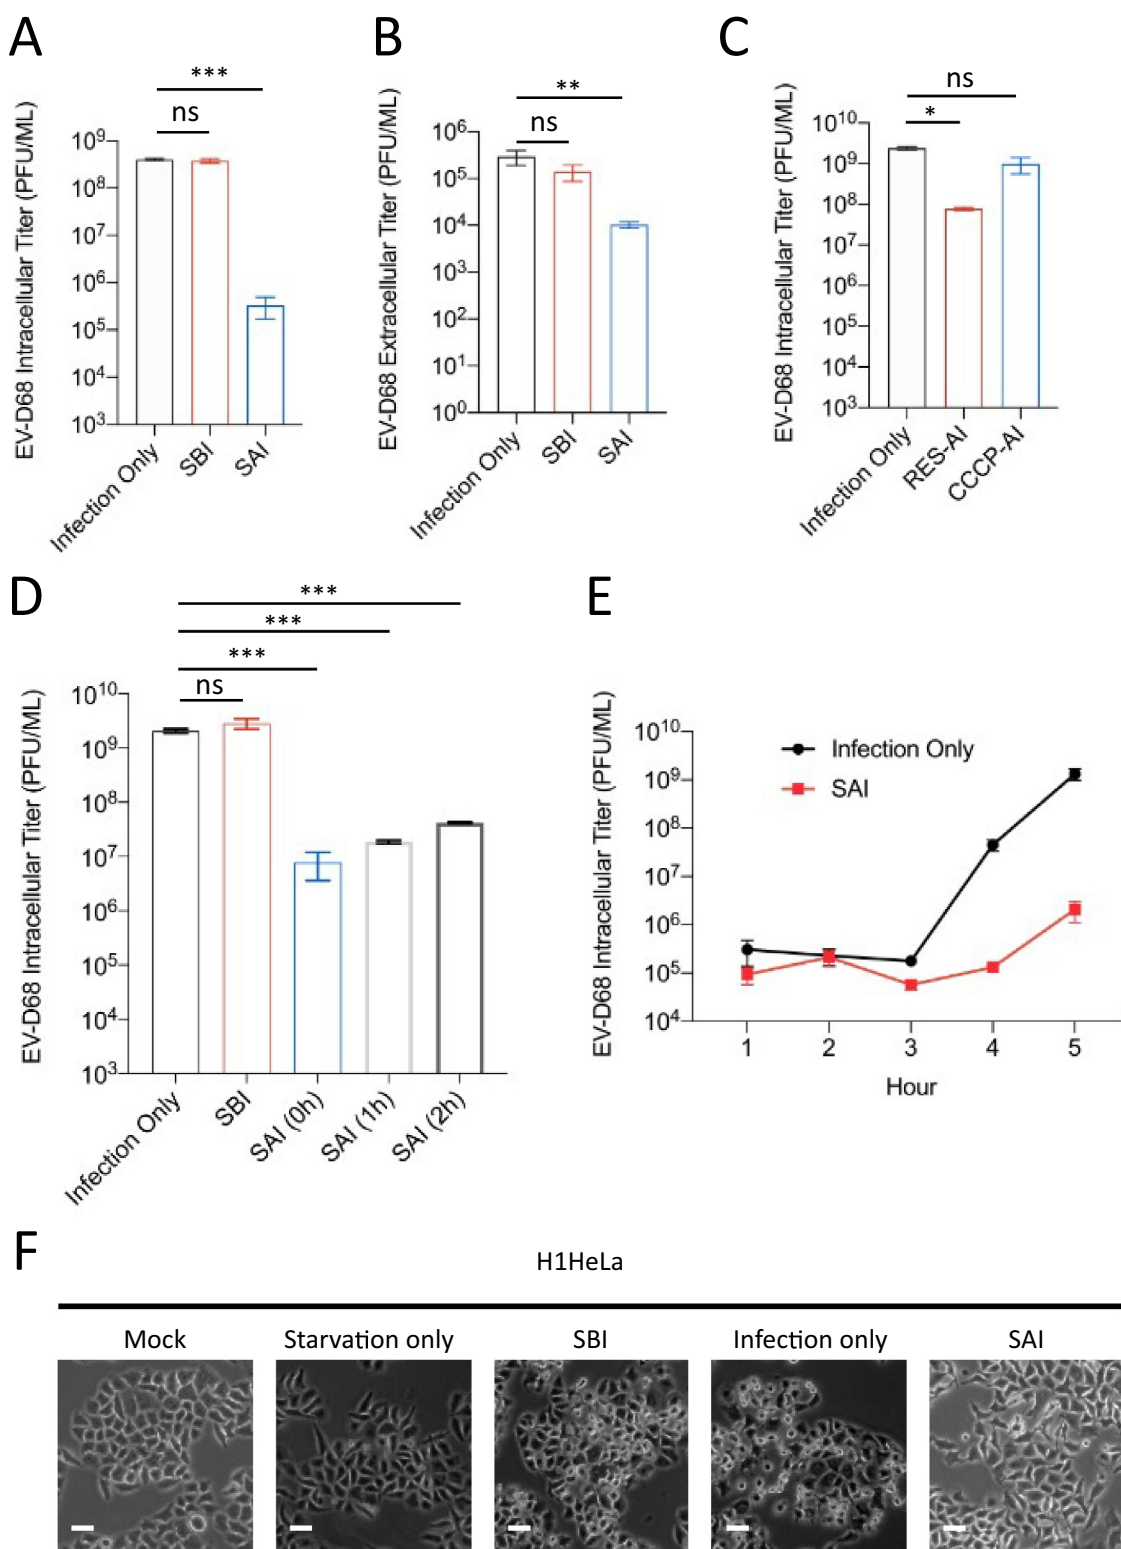 A
***
ns
EV-D68 Intracellular Titer (PFU/ML)
10⁹
10⁸
10⁷
10⁶
10⁵
10⁴
10³
Infection Only
SBI
SAI
B
**
ns
EV-D68 Extracellular Titer (PFU/ML)
10⁶
10⁵
10⁴
10³
10²
10¹
10⁰
Infection Only
SBI
SAI
C
ns
*
EV-D68 Intracellular Titer (PFU/ML)
10¹⁰
10⁹
10⁸
10⁷
10⁶
10⁵
10⁴
10³
Infection Only
RES-AI
CCCP-AI
D
***
***
***
ns
EV-D68 Intracellular Titer (PFU/ML)
10¹⁰
10⁹
10⁸
10⁷
10⁶
10⁵
10⁴
10³
Infection Only
SBI
SAI (0h)
SAI (1h)
SAI (2h)
E
EV-D68 Intracellular Titer (PFU/ML)
10¹⁰
10⁹
10⁸
10⁷
10⁶
10⁵
10⁴
Infection Only
SAI
1 2 3 4 5
Hour
F
H1HeLa
Mock Starvation only SBI Infection only SAI